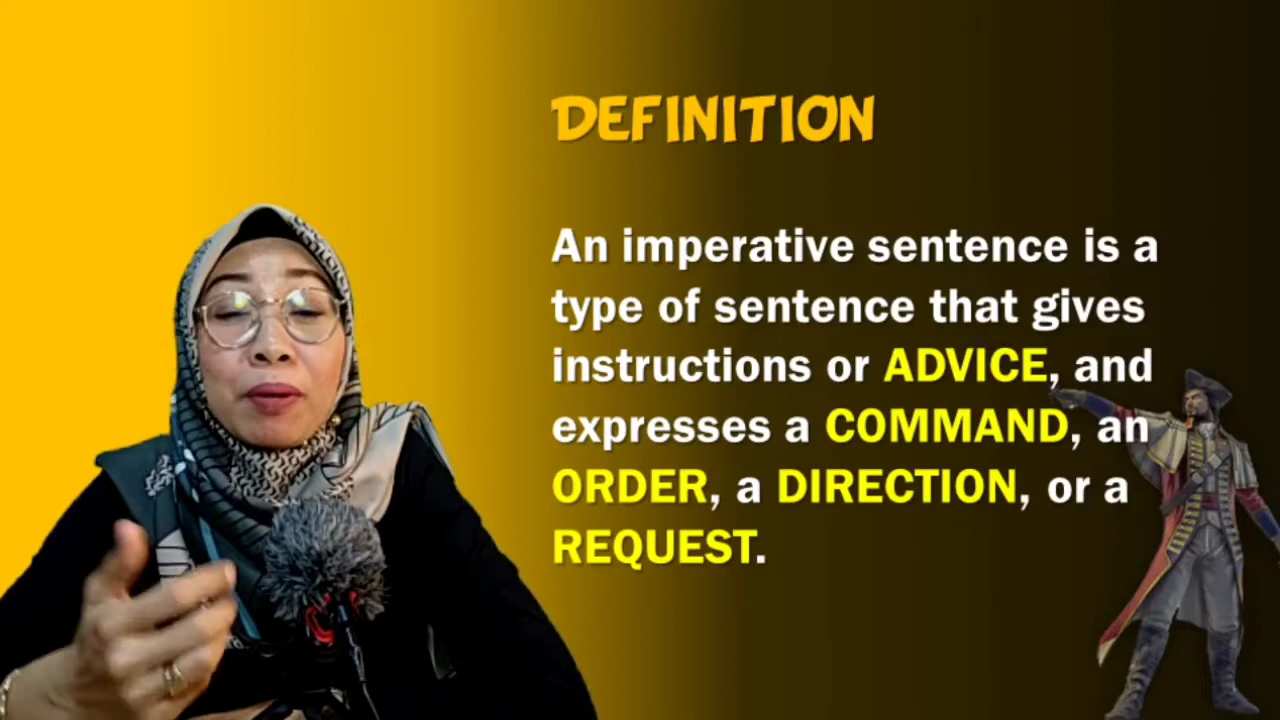 DEFINITION
An imperative sentence is a
type of sentence that gives
instructions or ADVICE, and
expresses a COMMAND, an
ORDER, a DIRECTION, or a
REQUEST.